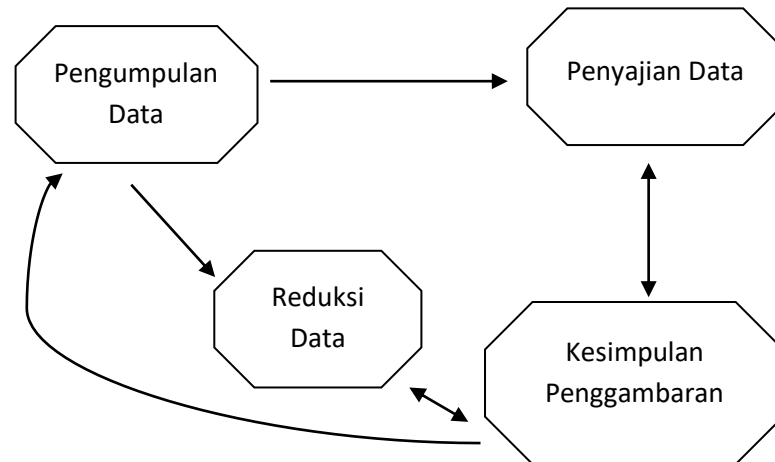 Pengumpulan
Data
Penyajian Data
Reduksi
Data
Kesimpulan
Penggambaran